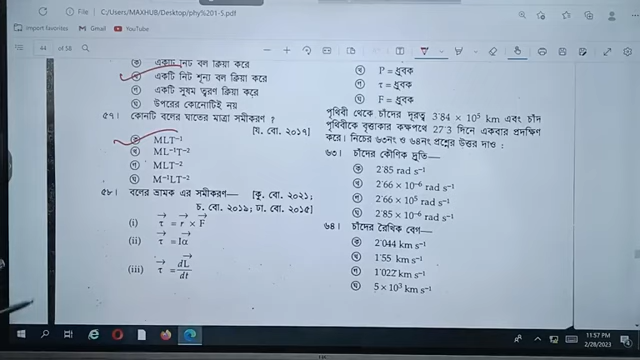 File
C:/Users/MAXHUB/Desktop/phy%201-5.pdf
Import favorites
Gmail
YouTube
44
of 58
ক একটি নিট বল ক্রিয়া করে
খ একটি নিট শূন্য বল ক্রিয়া করে
গ একটি সুষম ত্বরণ ক্রিয়া করে
ঘ উপরের কোনোটিই নয়
৫৭। কোনটি বলের ঘাতের মাত্রা সমীকরণ ?
[য. বো. ২০১৭]
ক MLT⁻¹
খ ML⁻¹T⁻²
গ MLT⁻²
ঘ M⁻¹LT⁻²
৫৮। বলের ভ্রামক এর সমীকরণ— [কু. বো. ২০২১;
চ. বো. ২০১৯; ঢা. বো. ২০১৫]
(i) τ⃗ = r⃗ × F⃗
(ii) τ⃗ = Iα⃗
(iii) τ⃗ = dL⃗/dt
খ P = ধ্রুবক
গ τ = ধ্রুবক
ঘ F = ধ্রুবক
পৃথিবী থেকে চাঁদের দূরত্ব 3·84 × 10⁵ km এবং চাঁদ
পৃথিবীকে বৃত্তাকার কক্ষপথে 27·3 দিনে একবার প্রদক্ষিণ
করে। নিচের ৬৩নং ও ৬৪নং প্রশ্নের উত্তর দাও :
৬৩। চাঁদের কৌণিক দ্রুতি—
ক 2·85 rad s⁻¹
খ 2·66 × 10⁻⁶ rad s⁻¹
গ 2·66 × 10⁵ rad s⁻¹
ঘ 2·85 × 10⁻⁶ rad s⁻¹
৬৪। চাঁদের রৈখিক বেগ—
ক 2·044 km s⁻¹
খ 1·55 km s⁻¹
গ 1·022 km s⁻¹
ঘ 5 × 10³ km s⁻¹
11:57 PM
2/28/2023